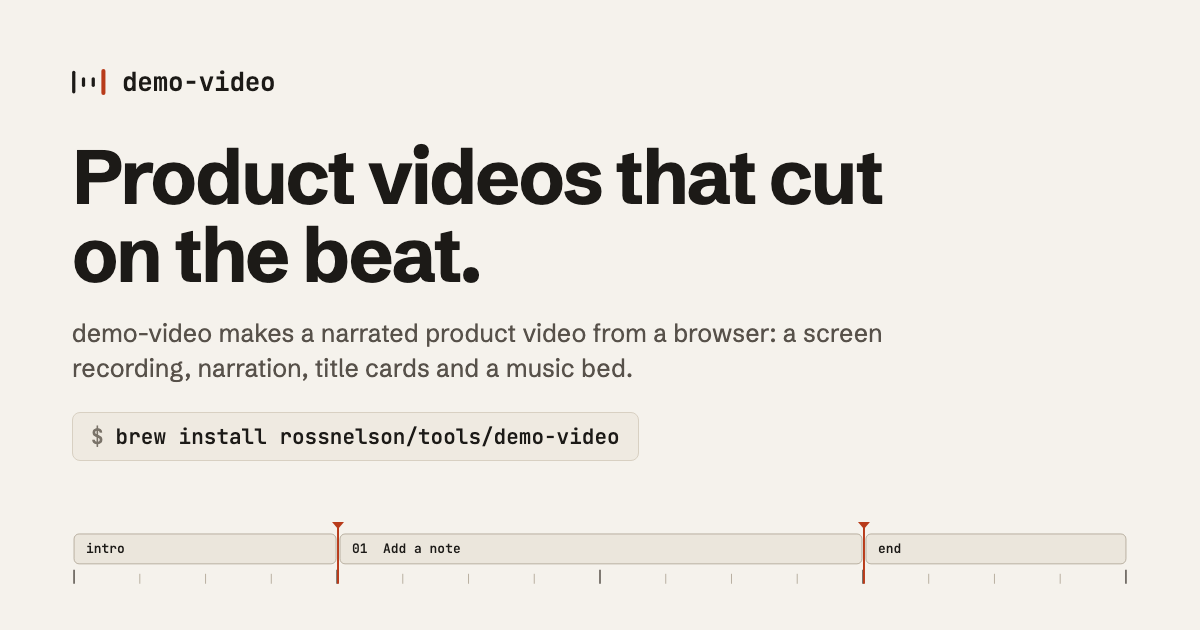 demo-video
Product videos that cut
on the beat.
demo-video makes a narrated product video from a browser: a screen
recording, narration, title cards and a music bed.
$ brew install rossnelson/tools/demo-video
intro
01 Add a note
end